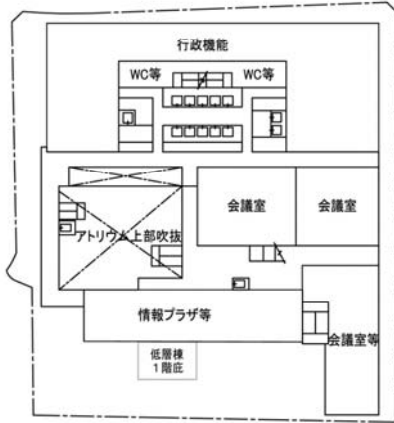 行政機能
WC等
WC等
会議室
会議室
アトリウム上部吹抜
情報プラザ等
会議室等
低層棟
1階庇